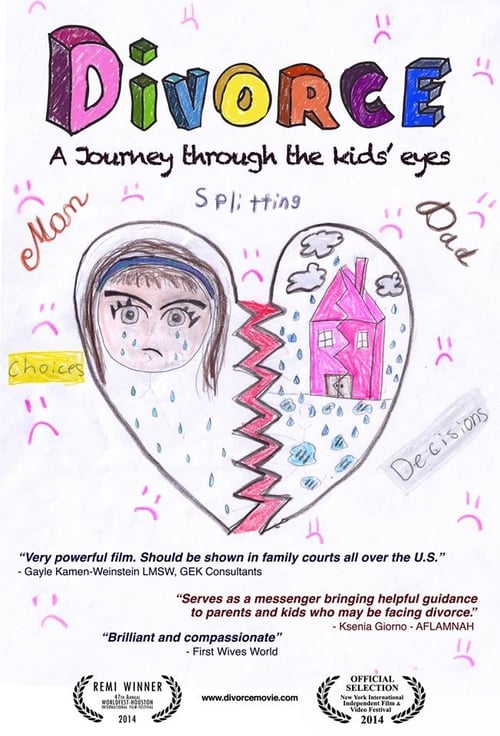 DIVORCE
A Journey through the kids' eyes
Splitting
Mom
Dad
Choices
Decisions
“Very powerful film. Should be shown in family courts all over the U.S.”
- Gayle Kamen-Weinstein LMSW, GEK Consultants
“Serves as a messenger bringing helpful guidance
to parents and kids who may be facing divorce.”
- Ksenia Giorno - AFLAMNAH
“Brilliant and compassionate”
- First Wives World
REMI WINNER
47TH ANNUAL
WORLDFEST-HOUSTON
INTERNATIONAL FILM FESTIVAL
2014
www.divorcemovie.com
OFFICIAL
SELECTION
New York International
Independent Film &
Video Festival
2014